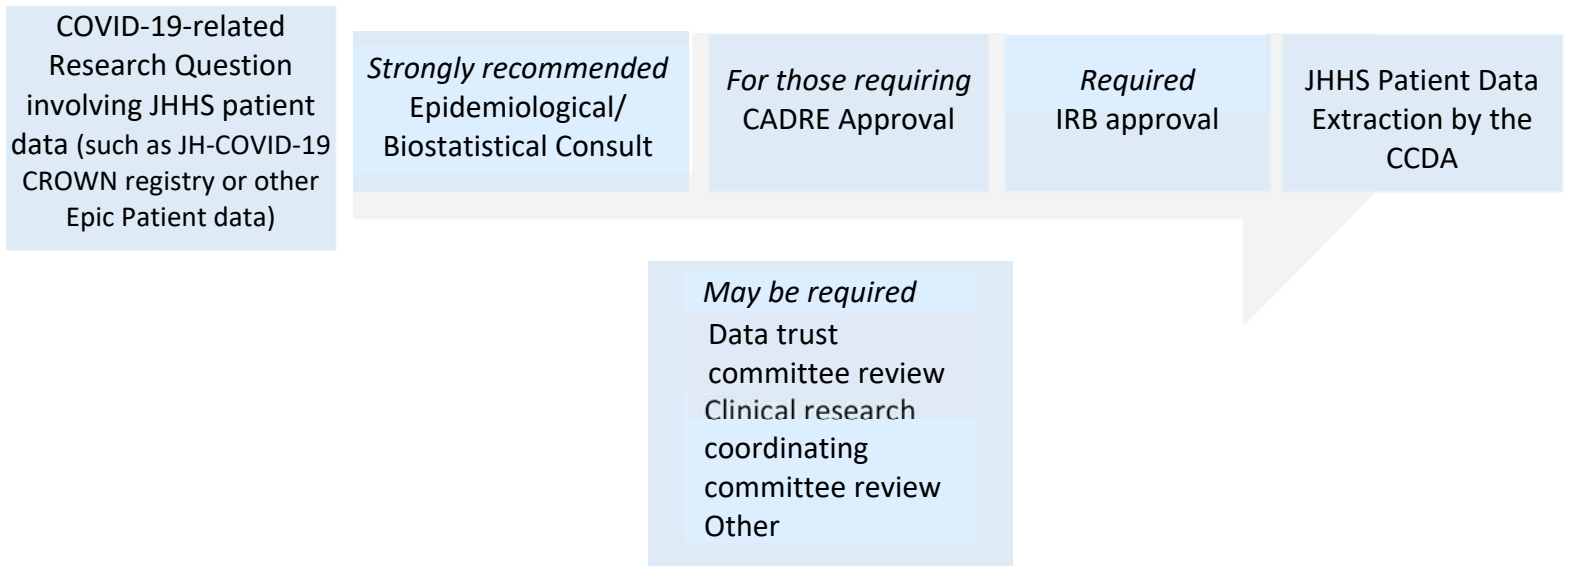 COVID-19-related
Research Question
involving JHHS patient
data (such as JH-COVID-19
CROWN registry or other
Epic Patient data)
Strongly recommended
Epidemiological/
Biostatistical Consult
For those requiring
CADRE Approval
Required
IRB approval
JHHS Patient Data
Extraction by the
CCDA
May be required
Data trust
committee review
Clinical research
coordinating
committee review
Other